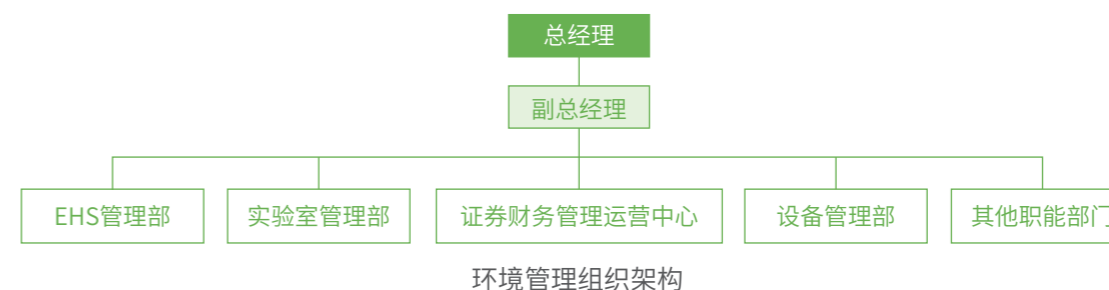 总经理
副总经理
EHS管理部
实验室管理部
证券财务管理运营中心
设备管理部
其他职能部门
环境管理组织架构